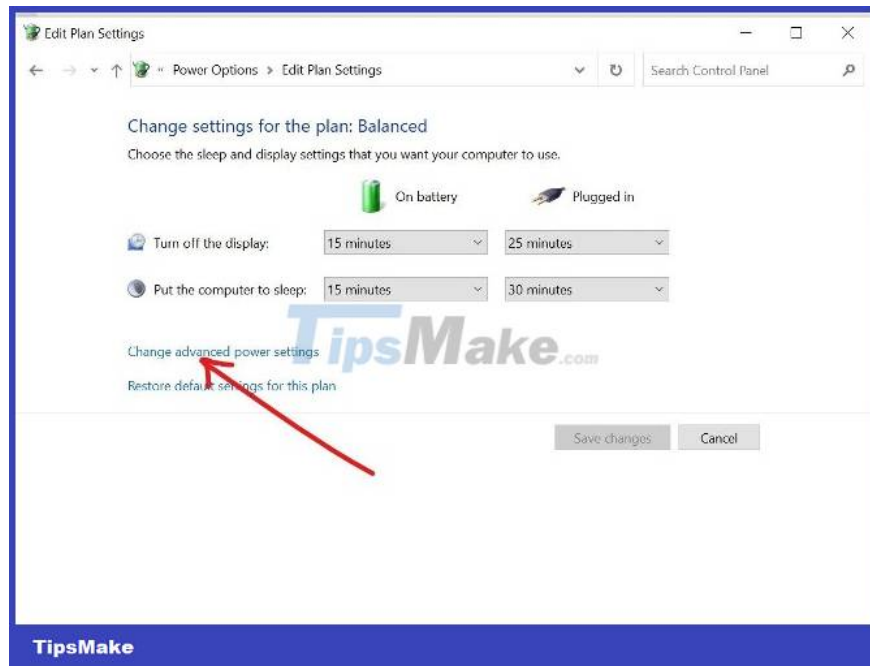 Edit Plan Settings
« Power Options > Edit Plan Settings
Search Control Panel
Change settings for the plan: Balanced
Choose the sleep and display settings that you want your computer to use.
On battery
Plugged in
Turn off the display:
15 minutes
25 minutes
Put the computer to sleep:
15 minutes
30 minutes
TipsMake.com
Change advanced power settings
Restore default settings for this plan
Save changes
Cancel
TipsMake